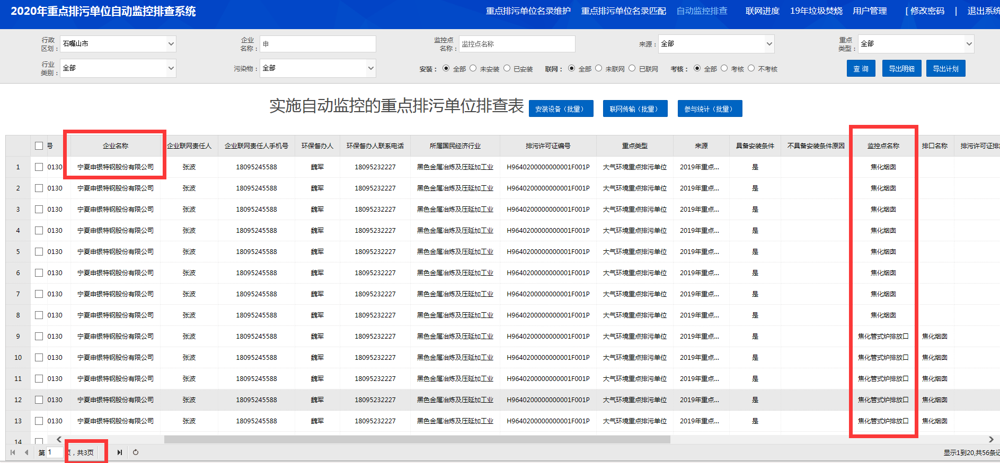 2020年重点排污单位自动监控排查系统 重点排污单位名录维护 重点排污单位名录匹配 自动监控排查 联网进度 19年垃圾焚烧 用户管理 [ 修改密码 | 退出系统
行政区划： 石嘴山市 企业名称： 申 监控点名称： 监控点名称 来源： 全部 重点类型： 全部
行业类别： 全部 污染物： 全部 安装： 全部 未安装 已安装 联网： 全部 未联网 已联网 考核： 全部 考核 不考核 查 询 导出明细 导出计划
实施自动监控的重点排污单位排查表 安装设备（批量） 联网传输（批量） 参与统计（批量）
号 企业名称 企业联网责任人 企业联网责任人手机号 环保督办人 环保督办人联系电话 所属国民经济行业 排污许可证编号 重点类型 来源 具备安装条件 不具备安装条件原因 监控点名称 排口名称 排污许可证排
1 0130 宁夏申银特钢股份有限公司 张波 18095245588 魏军 18095232227 黑色金属冶炼及压延加工业 H9640200000000001F001P 大气环境重点排污单位 2019年重点... 是 焦化烟囱
2 0130 宁夏申银特钢股份有限公司 张波 18095245588 魏军 18095232227 黑色金属冶炼及压延加工业 H9640200000000001F001P 大气环境重点排污单位 2019年重点... 是 焦化烟囱
3 0130 宁夏申银特钢股份有限公司 张波 18095245588 魏军 18095232227 黑色金属冶炼及压延加工业 H9640200000000001F001P 大气环境重点排污单位 2019年重点... 是 焦化烟囱
4 0130 宁夏申银特钢股份有限公司 张波 18095245588 魏军 18095232227 黑色金属冶炼及压延加工业 H9640200000000001F001P 大气环境重点排污单位 2019年重点... 是 焦化烟囱
5 0130 宁夏申银特钢股份有限公司 张波 18095245588 魏军 18095232227 黑色金属冶炼及压延加工业 H9640200000000001F001P 大气环境重点排污单位 2019年重点... 是 焦化烟囱
6 0130 宁夏申银特钢股份有限公司 张波 18095245588 魏军 18095232227 黑色金属冶炼及压延加工业 H9640200000000001F001P 大气环境重点排污单位 2019年重点... 是 焦化烟囱
7 0130 宁夏申银特钢股份有限公司 张波 18095245588 魏军 18095232227 黑色金属冶炼及压延加工业 H9640200000000001F001P 大气环境重点排污单位 2019年重点... 是 焦化烟囱
8 0130 宁夏申银特钢股份有限公司 张波 18095245588 魏军 18095232227 黑色金属冶炼及压延加工业 H9640200000000001F001P 大气环境重点排污单位 2019年重点... 是 焦化烟囱
9 0130 宁夏申银特钢股份有限公司 张波 18095245588 魏军 18095232227 黑色金属冶炼及压延加工业 H9640200000000001F001P 大气环境重点排污单位 2019年重点... 是 焦化管式炉排放口 焦化烟囱
10 0130 宁夏申银特钢股份有限公司 张波 18095245588 魏军 18095232227 黑色金属冶炼及压延加工业 H9640200000000001F001P 大气环境重点排污单位 2019年重点... 是 焦化管式炉排放口 焦化烟囱
11 0130 宁夏申银特钢股份有限公司 张波 18095245588 魏军 18095232227 黑色金属冶炼及压延加工业 H9640200000000001F001P 大气环境重点排污单位 2019年重点... 是 焦化管式炉排放口 焦化烟囱
12 0130 宁夏申银特钢股份有限公司 张波 18095245588 魏军 18095232227 黑色金属冶炼及压延加工业 H9640200000000001F001P 大气环境重点排污单位 2019年重点... 是 焦化管式炉排放口 焦化烟囱
13 0130 宁夏申银特钢股份有限公司 张波 18095245588 魏军 18095232227 黑色金属冶炼及压延加工业 H9640200000000001F001P 大气环境重点排污单位 2019年重点... 是 焦化管式炉排放口 焦化烟囱
14
第 1 页，共3页 显示1到20,共56条记